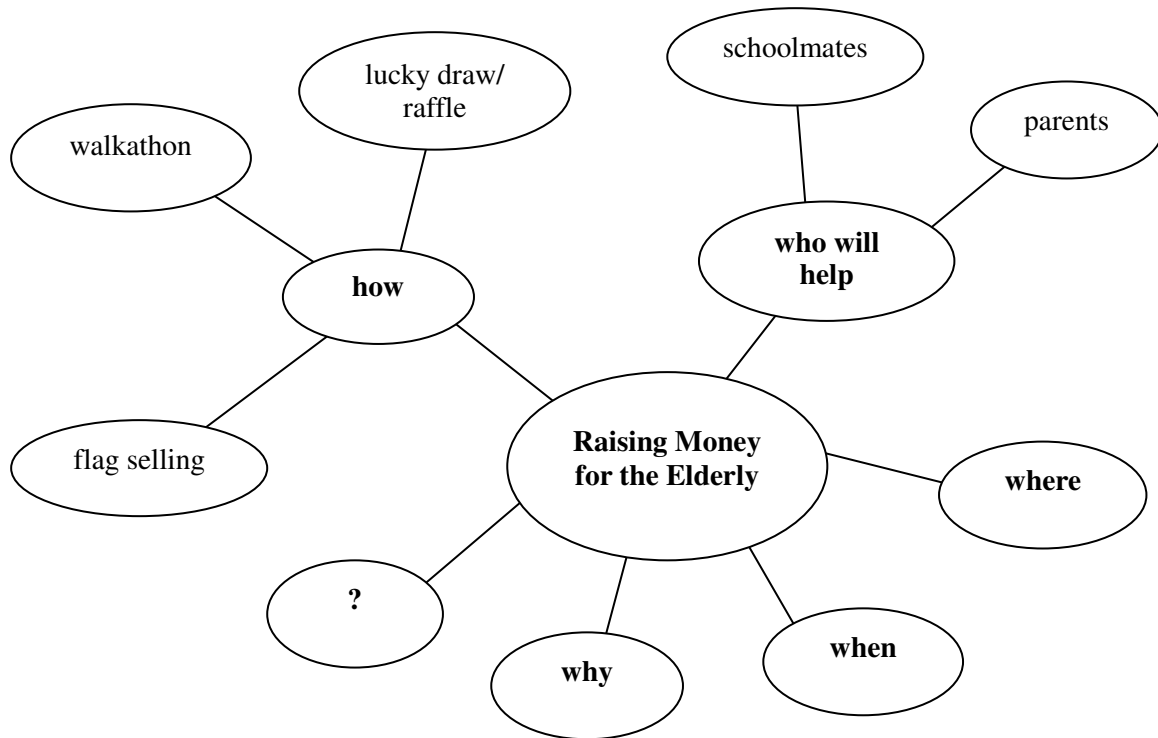 schoolmates
lucky draw/
raffle
parents
walkathon
who will
help
how
Raising Money
for the Elderly
flag selling
where
?
when
why